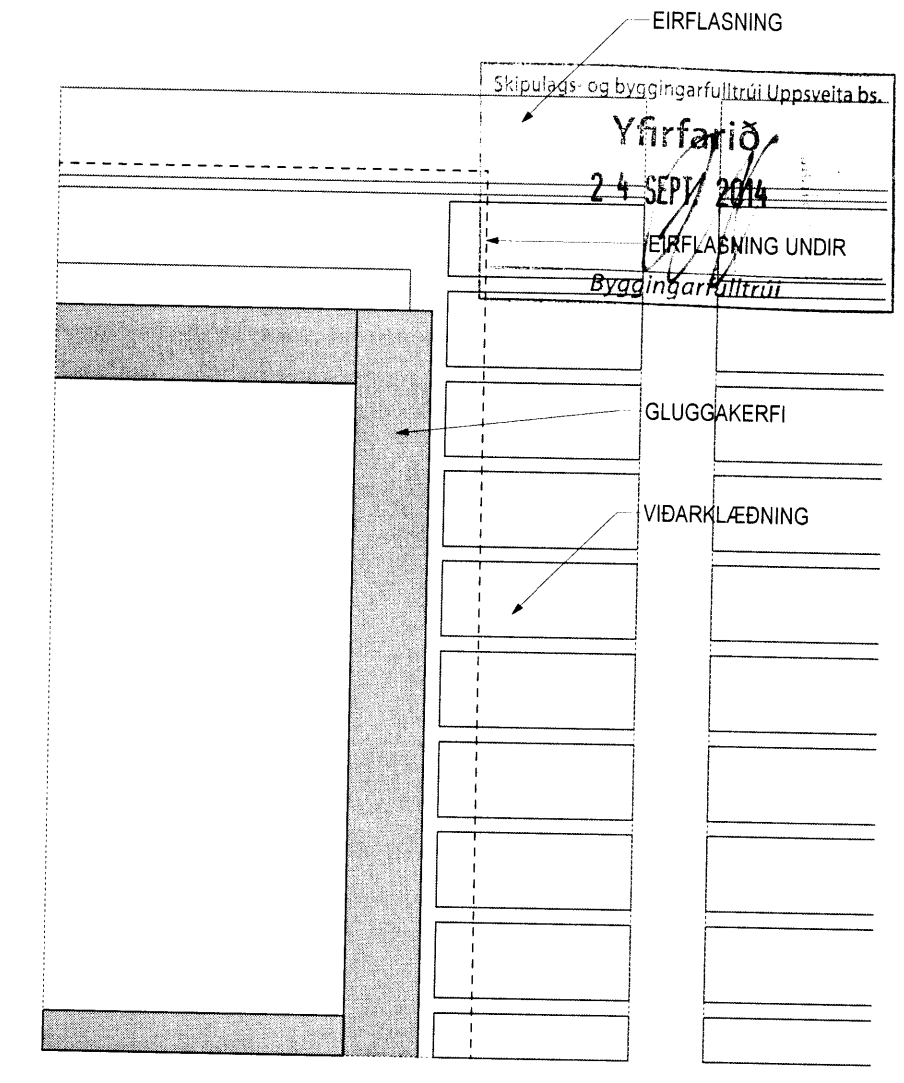 EIRFLASNING
Skipulags- og byggingarfulltrúi Uppsveita bs.
Yfirfarið
24 SEPT. 2014
EIRFLASNING UNDIR
Byggingarfulltrúi
GLUGGAKERFI
VIÐARKLÆÐNING